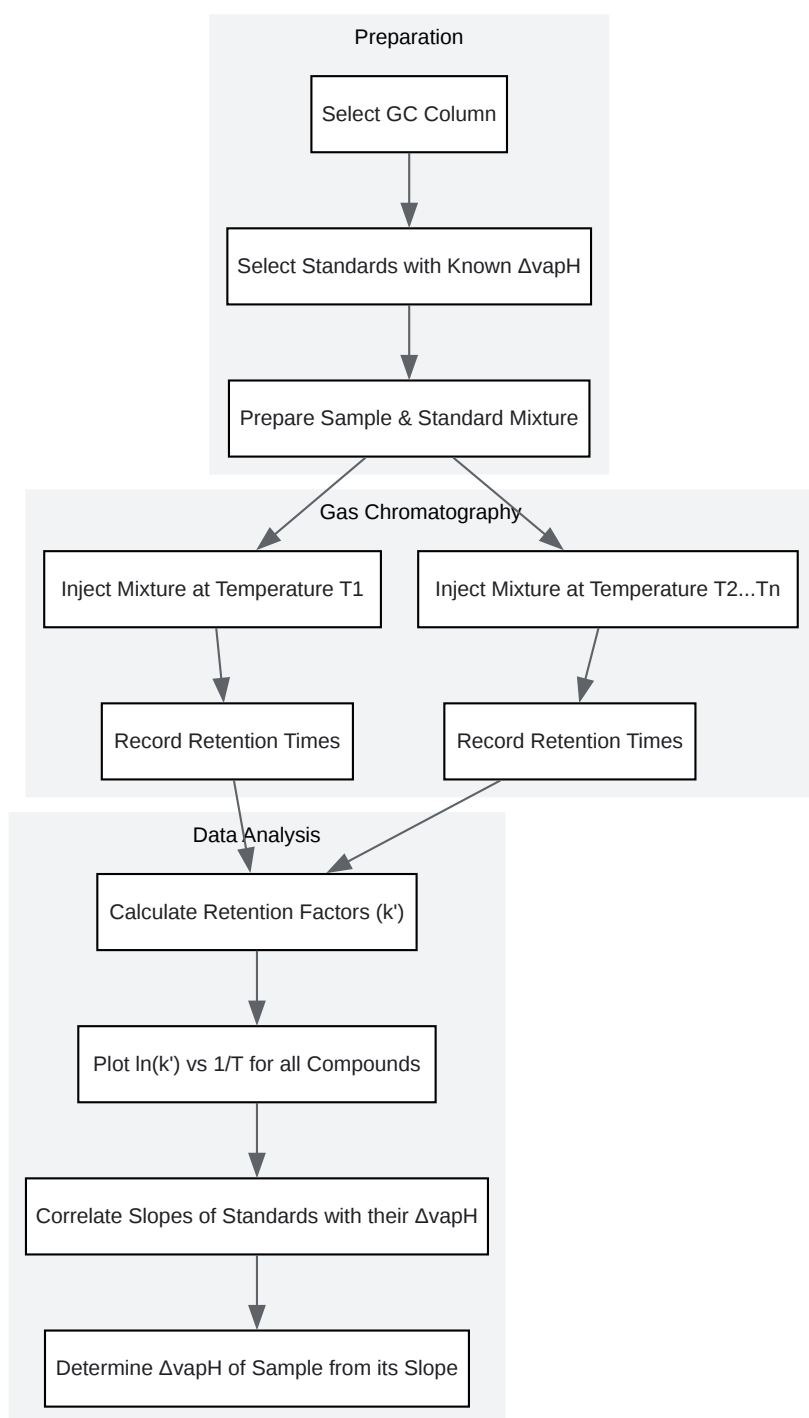 Preparation
Select GC Column
Select Standards with Known ΔvapH
Prepare Sample & Standard Mixture
Gas Chromatography
Inject Mixture at Temperature T1
Inject Mixture at Temperature T2...Tn
Record Retention Times
Record Retention Times
Data Analysis
Calculate Retention Factors (k')
Plot ln(k') vs 1/T for all Compounds
Correlate Slopes of Standards with their ΔvapH
Determine ΔvapH of Sample from its Slope